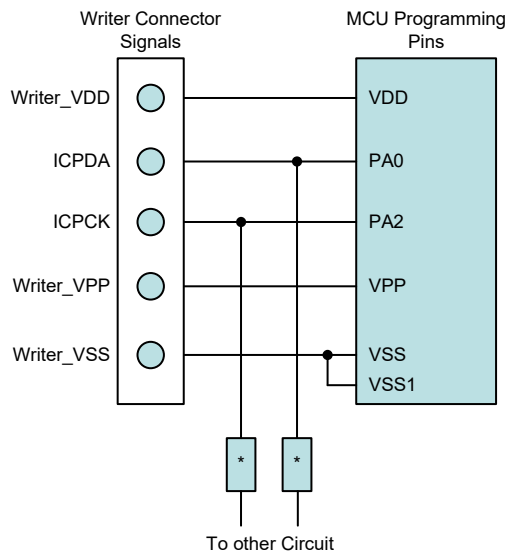 Writer Connector
Signals
MCU Programming
Pins
Writer_VDD
VDD
ICPDA
PA0
ICPCK
PA2
Writer_VPP
VPP
Writer_VSS
VSS
VSS1
*
*
To other Circuit